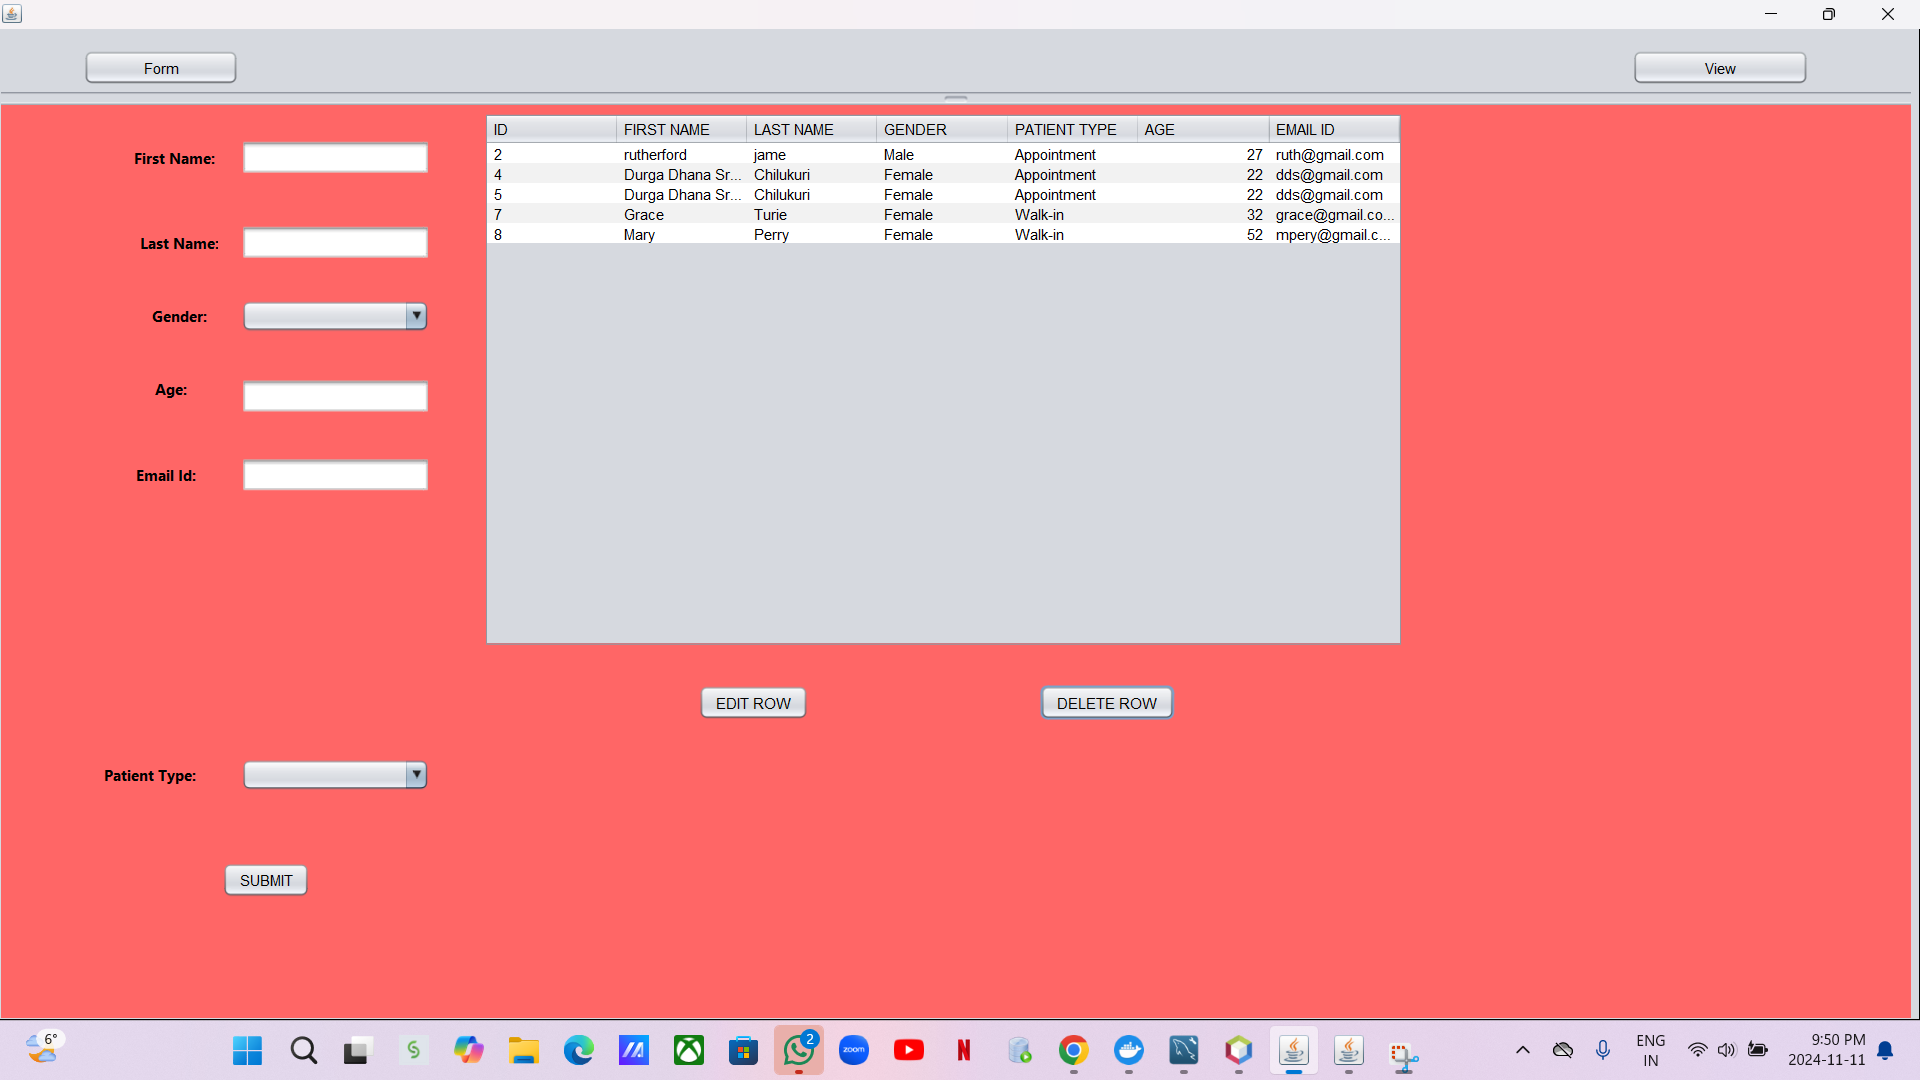 Form
View
First Name:
Last Name:
Gender:
Age:
Email Id:
Patient Type:
SUBMIT
ID FIRST NAME LAST NAME GENDER PATIENT TYPE AGE EMAIL ID
2 rutherford jame Male Appointment 27 ruth@gmail.com
4 Durga Dhana Sr... Chilukuri Female Appointment 22 dds@gmail.com
5 Durga Dhana Sr... Chilukuri Female Appointment 22 dds@gmail.com
7 Grace Turie Female Walk-in 32 grace@gmail.co...
8 Mary Perry Female Walk-in 52 mpery@gmail.c...
EDIT ROW
DELETE ROW
6°
S
2
zoom
N
ENG
IN
9:50 PM
2024-11-11